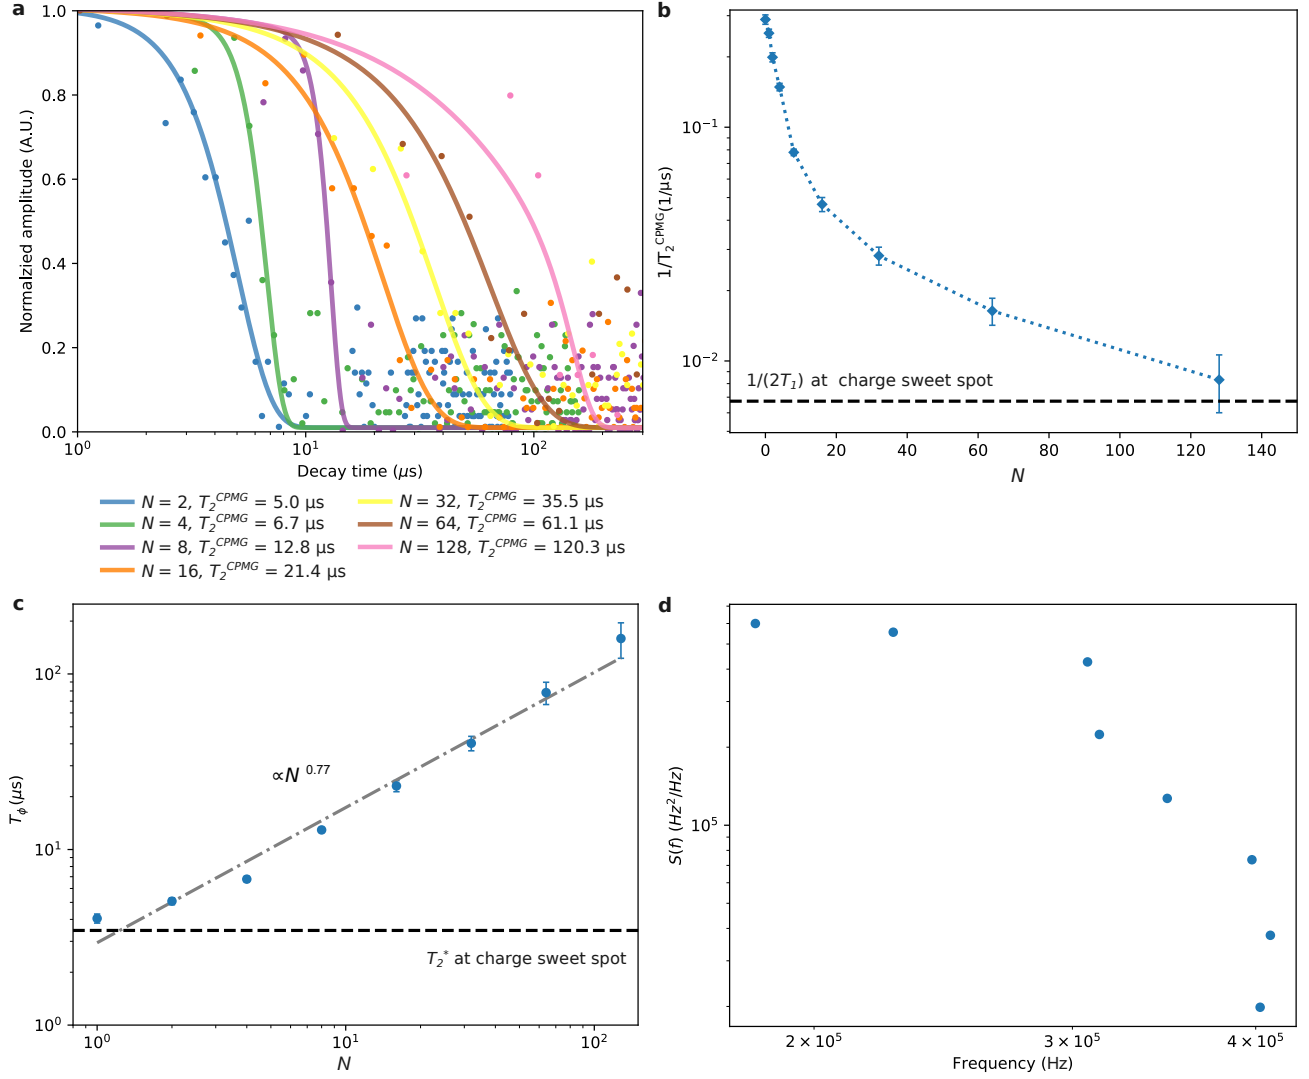 a
1.0
0.8
0.6
0.4
0.2
0.0
Normalzied amplitude (A.U.)
10⁰
10¹
10²
Decay time (μs)
N = 2, T₂^CPMG = 5.0 μs
N = 4, T₂^CPMG = 6.7 μs
N = 8, T₂^CPMG = 12.8 μs
N = 16, T₂^CPMG = 21.4 μs
N = 32, T₂^CPMG = 35.5 μs
N = 64, T₂^CPMG = 61.1 μs
N = 128, T₂^CPMG = 120.3 μs
b
10⁻¹
10⁻²
1/T₂^CPMG(1/μs)
1/(2T₁) at charge sweet spot
0
20
40
60
80
100
120
140
N
c
10²
10¹
10⁰
T_ϕ (μs)
∝N ^0.77
T₂* at charge sweet spot
10⁰
10¹
10²
N
d
10⁵
S(f) (Hz²/Hz)
2 × 10⁵
3 × 10⁵
4 × 10⁵
Frequency (Hz)